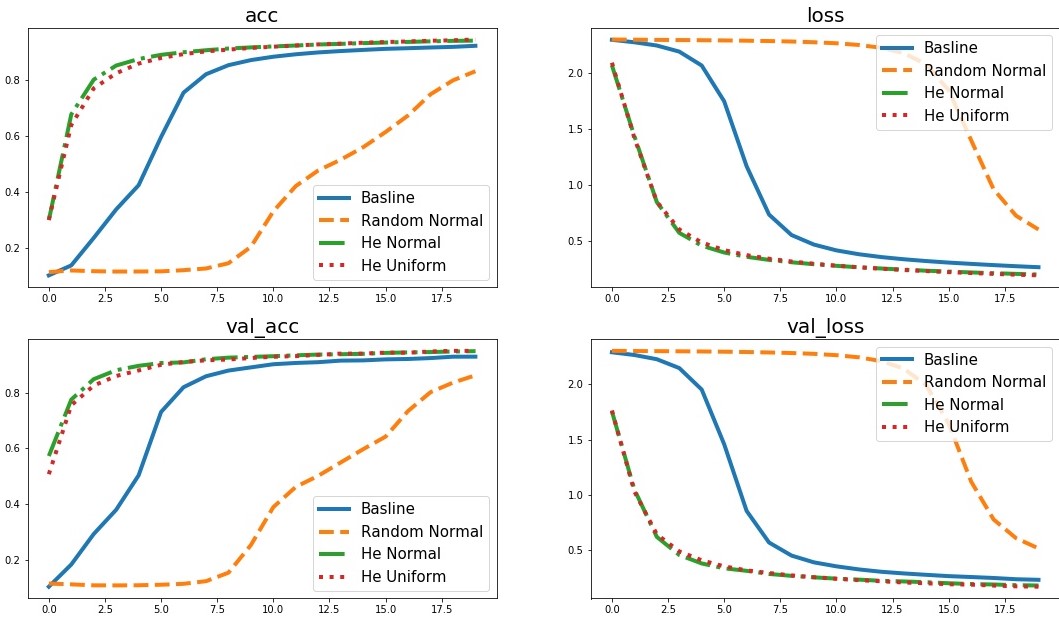 acc
0.8
0.6
0.4
0.2
0.0 2.5 5.0 7.5 10.0 12.5 15.0 17.5
Basline
Random Normal
He Normal
He Uniform
loss
2.0
1.5
1.0
0.5
0.0 2.5 5.0 7.5 10.0 12.5 15.0 17.5
Basline
Random Normal
He Normal
He Uniform
val_acc
0.8
0.6
0.4
0.2
0.0 2.5 5.0 7.5 10.0 12.5 15.0 17.5
Basline
Random Normal
He Normal
He Uniform
val_loss
2.0
1.5
1.0
0.5
0.0 2.5 5.0 7.5 10.0 12.5 15.0 17.5
Basline
Random Normal
He Normal
He Uniform